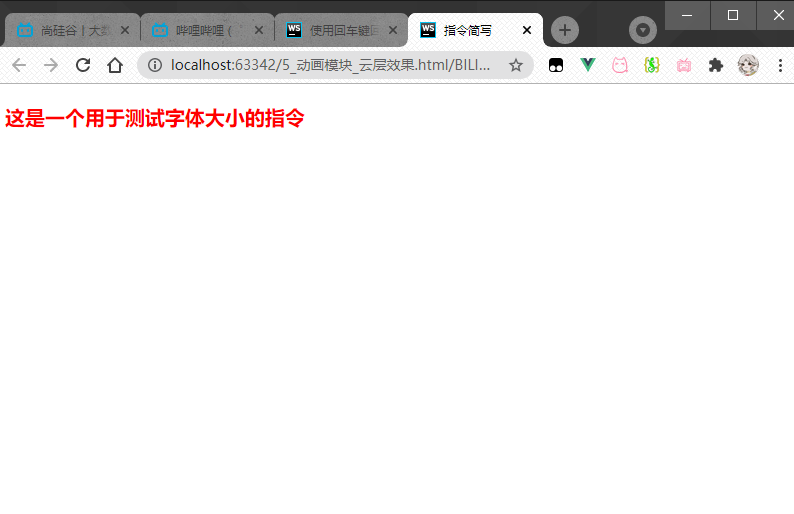 尚硅谷丨大数
哔哩哔哩 (
使用回车键
指令简写
localhost:63342/5_动画模块_云层效果.html/BILI...
这是一个用于测试字体大小的指令